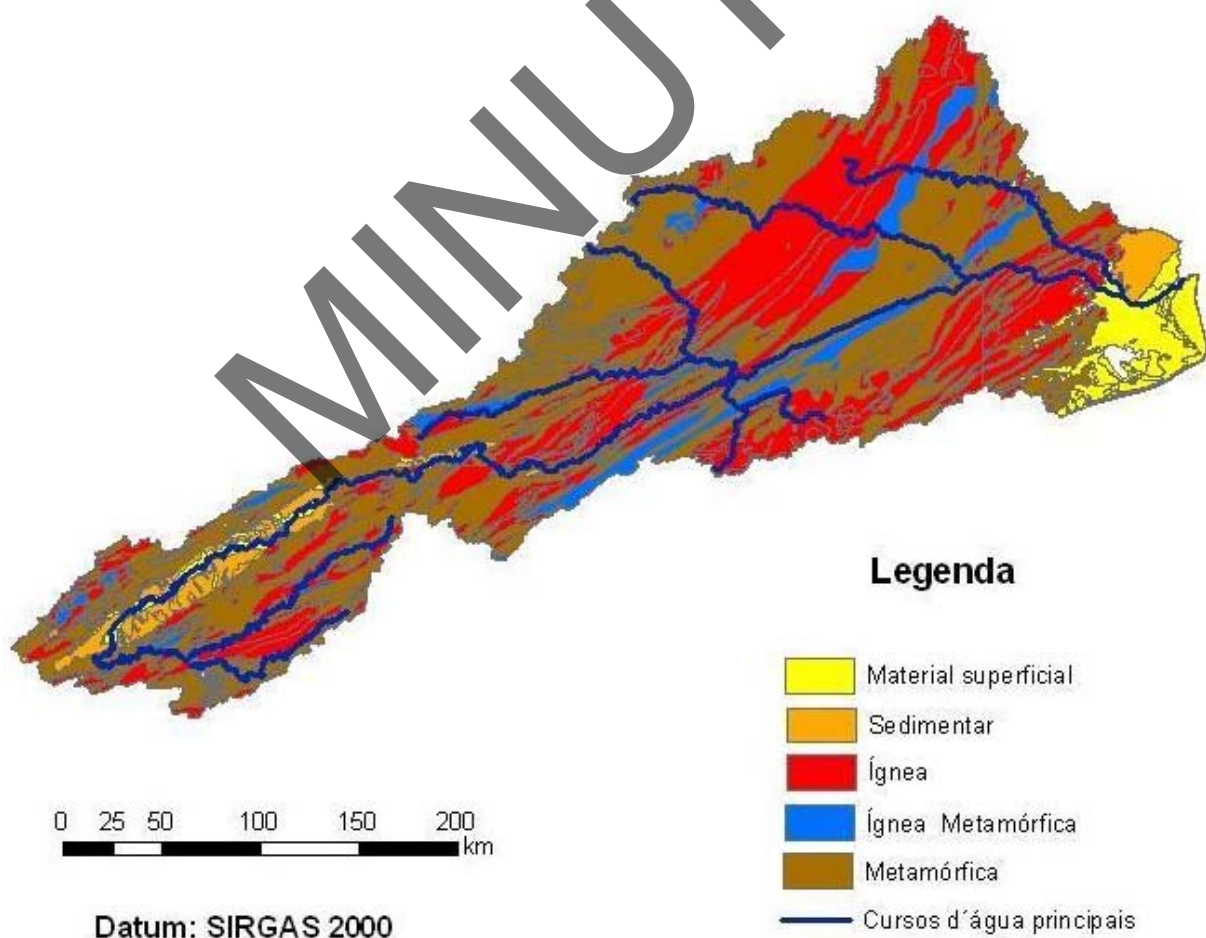 MINUT
Legenda
Material superficial
Sedimentar
Ígnea
Ígnea Metamórfica
Metamórfica
Cursos d´água principais
0 25 50 100 150 200
km
Datum: SIRGAS 2000